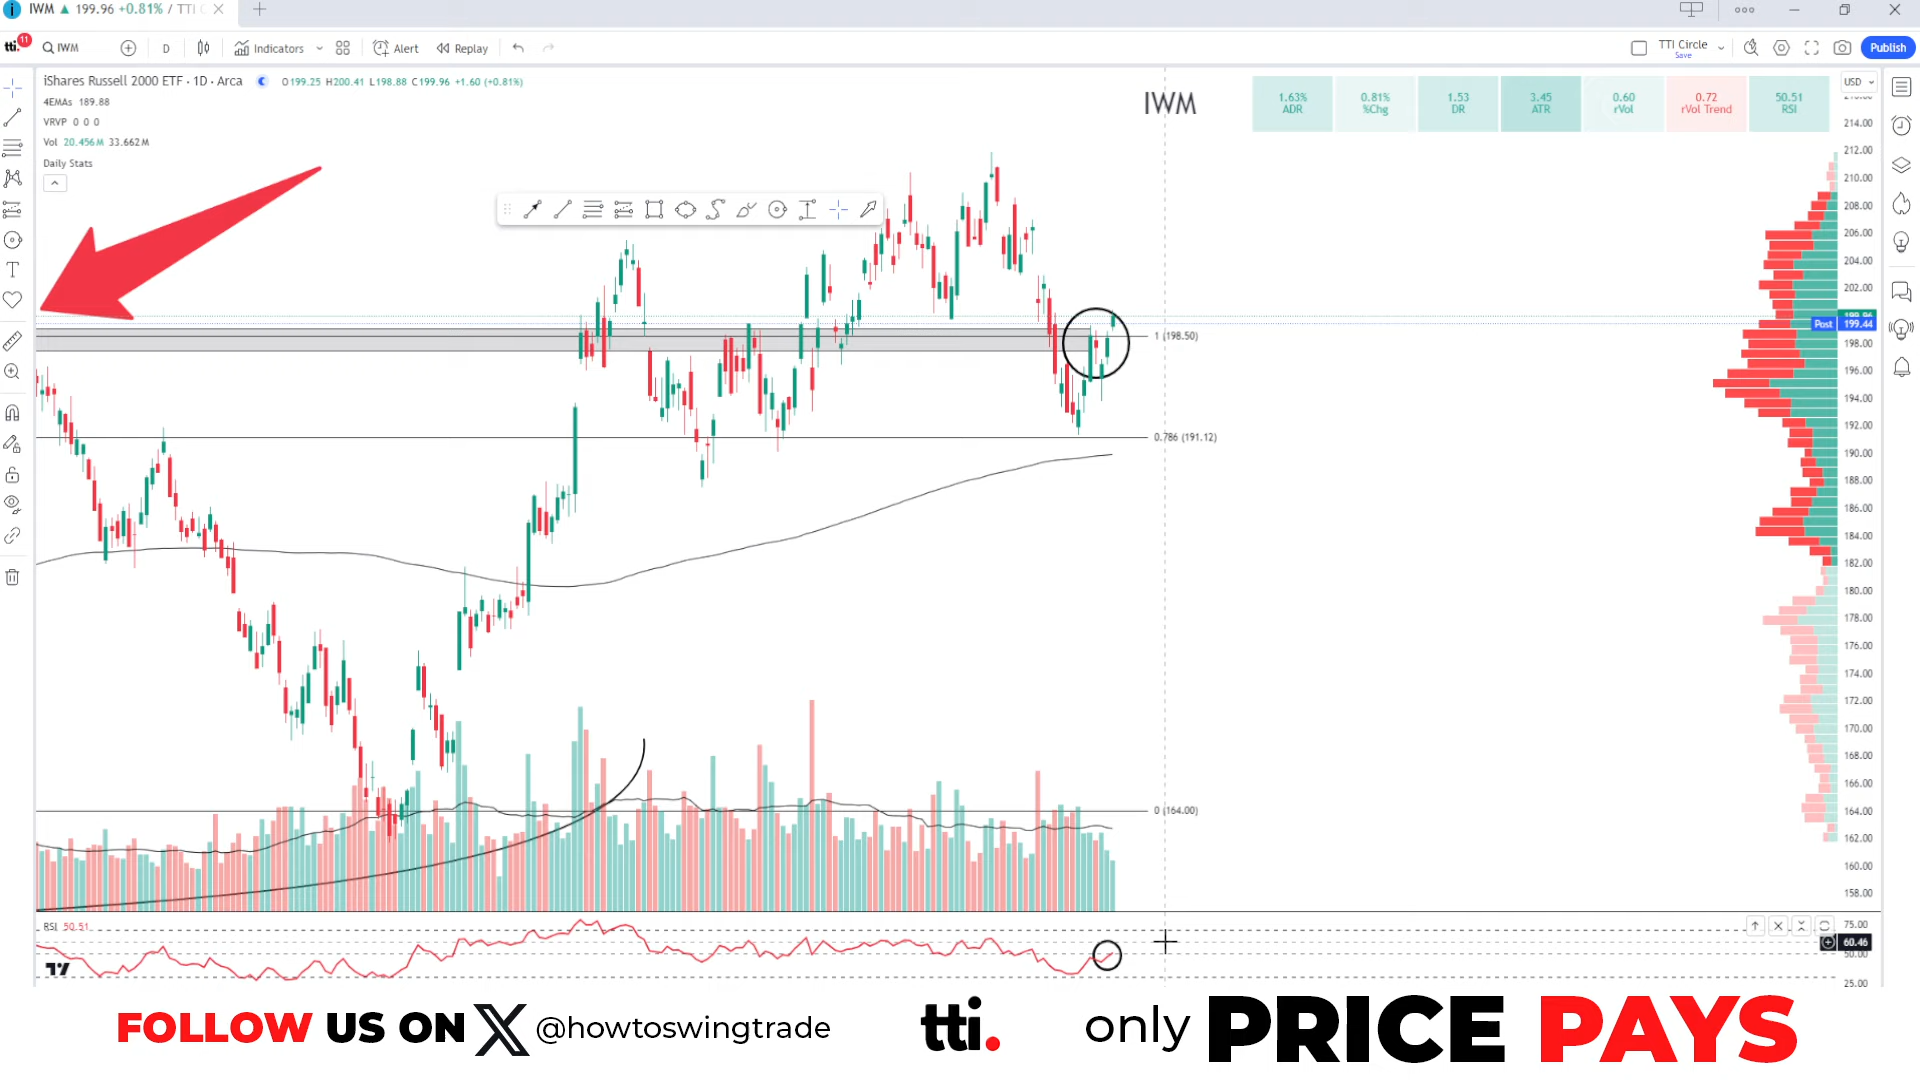 IWM ▲ 199.96 +0.81% / TTI C
tti. 11 IWM D Indicators Alert Replay TTI Circle Save Publish
iShares Russell 2000 ETF · 1D · Arca O199.25 H200.41 L198.88 C199.96 +1.60 (+0.81%)
4EMAs 189.88
VRVP 0 0 0
Vol 20.456M 33.662M
Daily Stats
IWM
1.63% ADR
0.81% %Chg
1.53 DR
3.45 ATR
0.60 rVol
0.72 rVol Trend
50.51 RSI
USD
214.00
212.00
210.00
208.00
206.00
204.00
202.00
199.96
Post 199.44
198.00
196.00
194.00
192.00
190.00
188.00
186.00
184.00
182.00
180.00
178.00
176.00
174.00
172.00
170.00
168.00
166.00
164.00
162.00
160.00
158.00
1 (198.50)
0.786 (191.12)
0 (164.00)
RSI 50.51
75.00
60.46
50.00
25.00
FOLLOW US ON X @howtoswingtrade tti. only PRICE PAYS